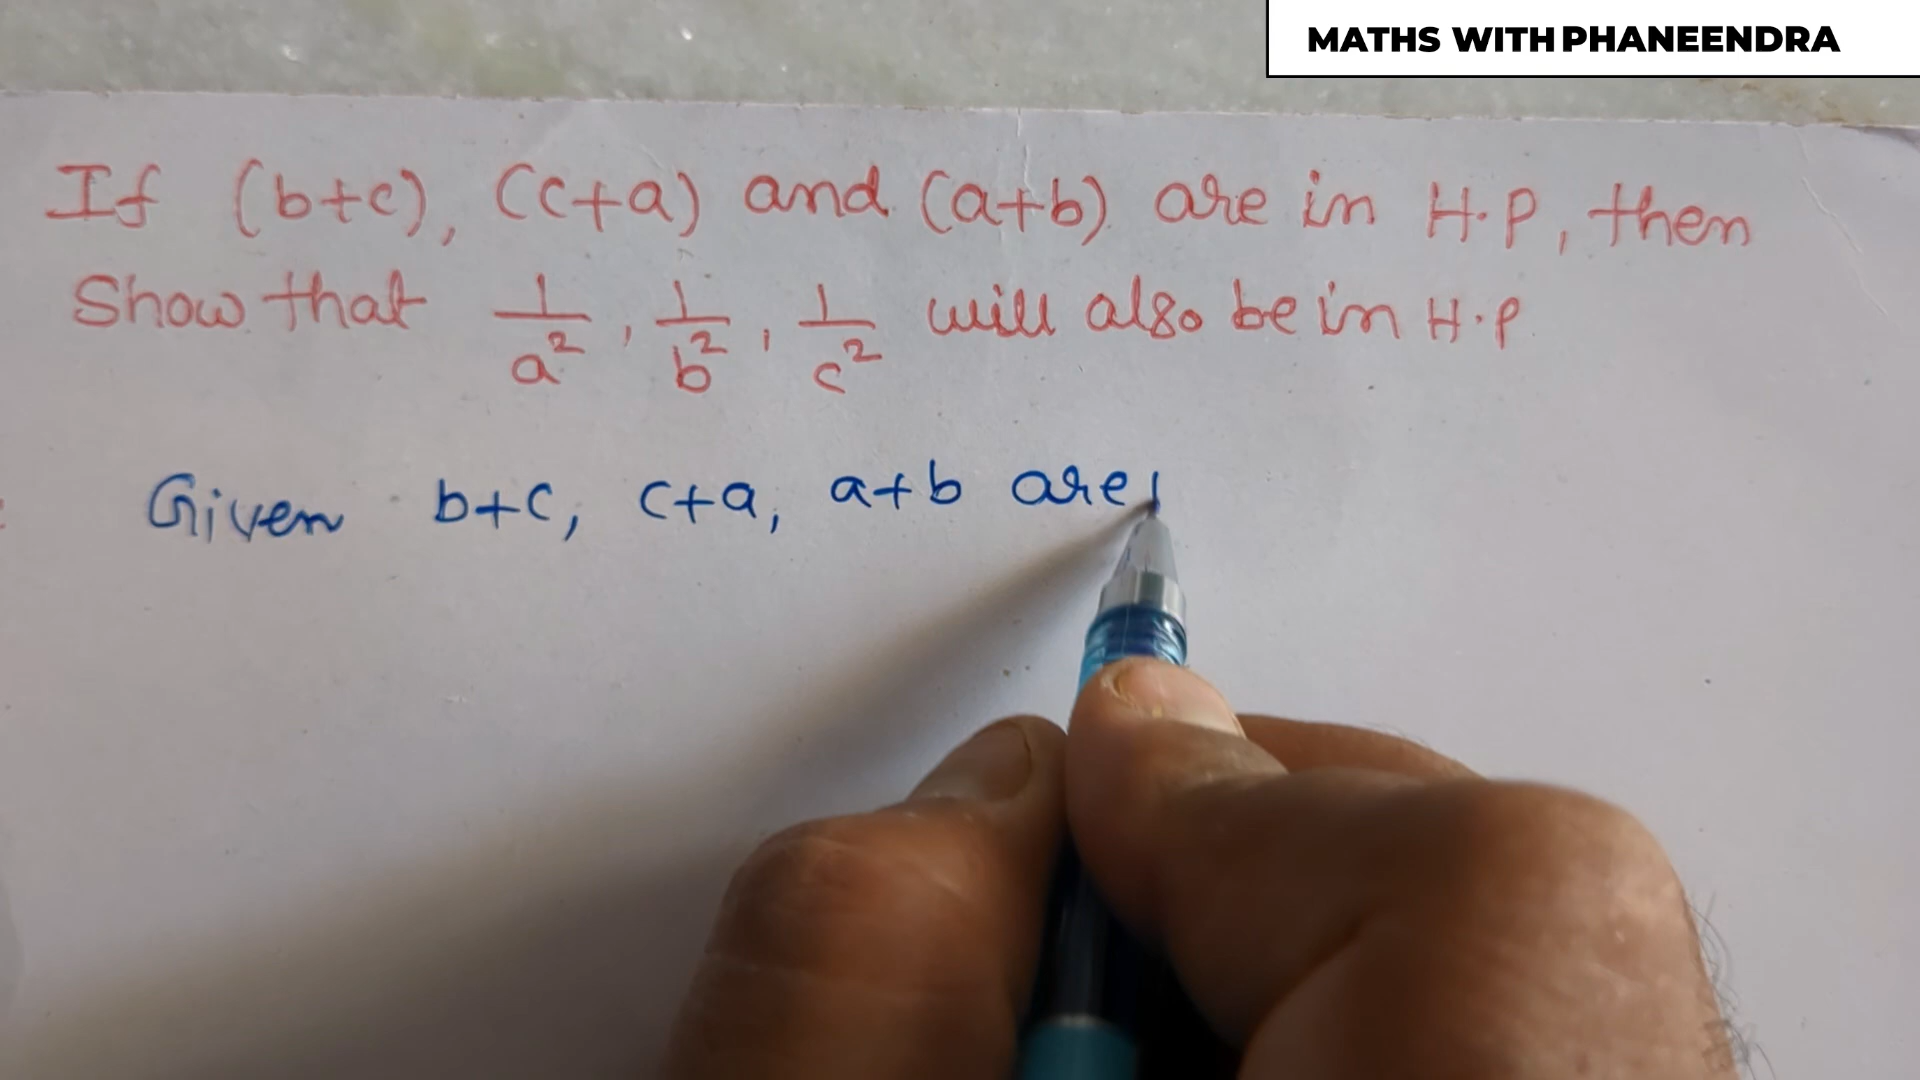 MATHS WITH PHANEENDRA
If (b+c), (c+a) and (a+b) are in H.P, then
Show that 1/a², 1/b², 1/c² will also be in H.P
Given b+c, c+a, a+b are